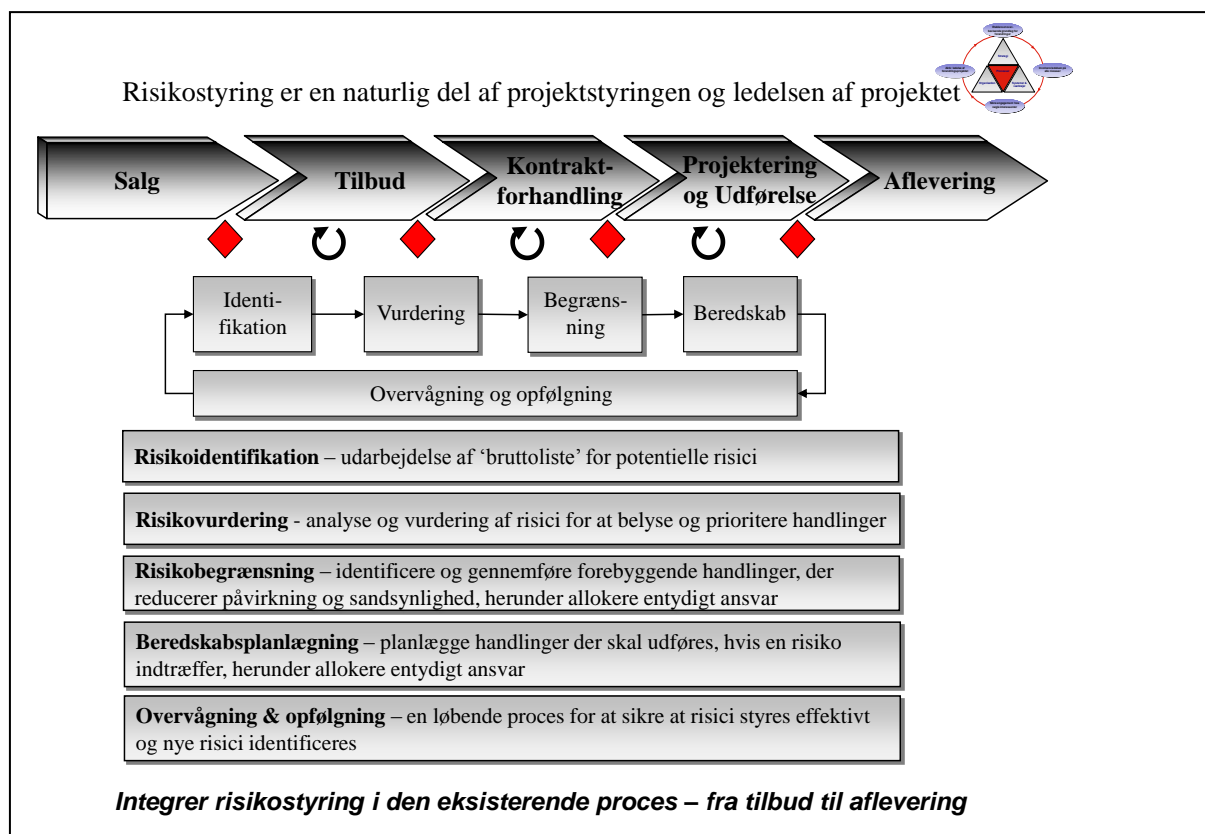 Risikostyring er en naturlig del af projektstyringen og ledelsen af projektet
Salg
Tilbud
Kontrakt-
forhandling
Projektering
og Udførelse
Aflevering
Identi-
fikation
Vurdering
Begræns-
ning
Beredskab
Overvågning og opfølgning
Risikoidentifikation – udarbejdelse af ‘bruttoliste’ for potentielle risici
Risikovurdering - analyse og vurdering af risici for at belyse og prioritere handlinger
Risikobegrænsning – identificere og gennemføre forebyggende handlinger, der
reducerer påvirkning og sandsynlighed, herunder allokere entydigt ansvar
Beredskabsplanlægning – planlægge handlinger der skal udføres, hvis en risiko
indtræffer, herunder allokere entydigt ansvar
Overvågning & opfølgning – en løbende proces for at sikre at risici styres effektivt
og nye risici identificeres
Integrer risikostyring i den eksisterende proces – fra tilbud til aflevering